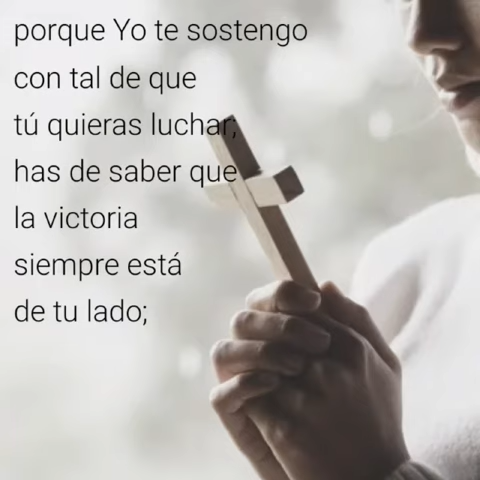 porque Yo te sostengo
con tal de que
tú quieras luchar;
has de saber que
la victoria
siempre está
de tu lado;